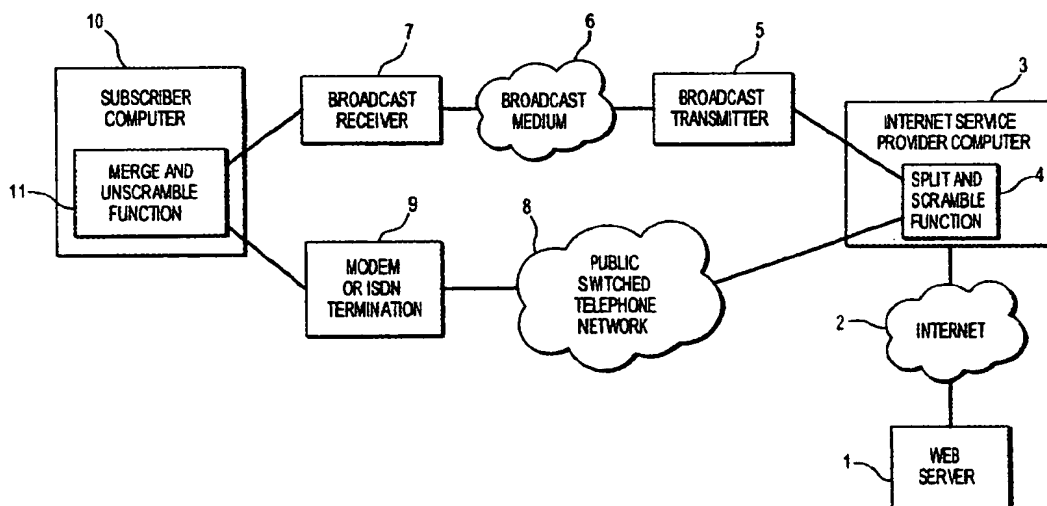 10
7
6
5
3
SUBSCRIBER
COMPUTER
BROADCAST
RECEIVER
BROADCAST
MEDIUM
BROADCAST
TRANSMITTER
INTERNET SERVICE
PROVIDER COMPUTER
11
MERGE AND
UNSCRAMBLE
FUNCTION
SPLIT AND
SCRAMBLE
FUNCTION
4
9
8
MODEM
OR ISDN
TERMINATION
PUBLIC
SWITCHED
TELEPHONE
NETWORK
2
INTERNET
1
WEB
SERVER